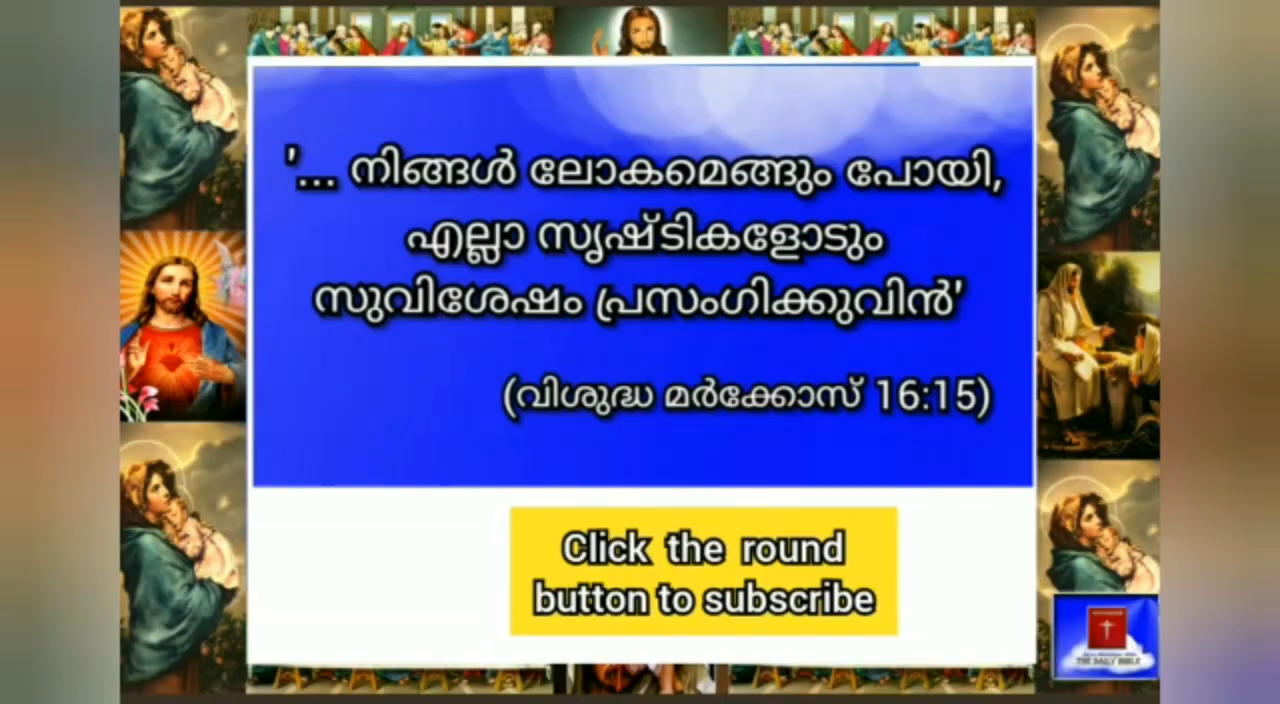 '... നിങ്ങൾ ലോകമെങ്ങും പോയി,
എല്ലാ സൃഷ്ടികളോടും
സുവിശേഷം പ്രസംഗിക്കുവിൻ'
(വിശുദ്ധ മർക്കോസ് 16:15)
Click the round
button to subscribe
THE DAILY BIBLE